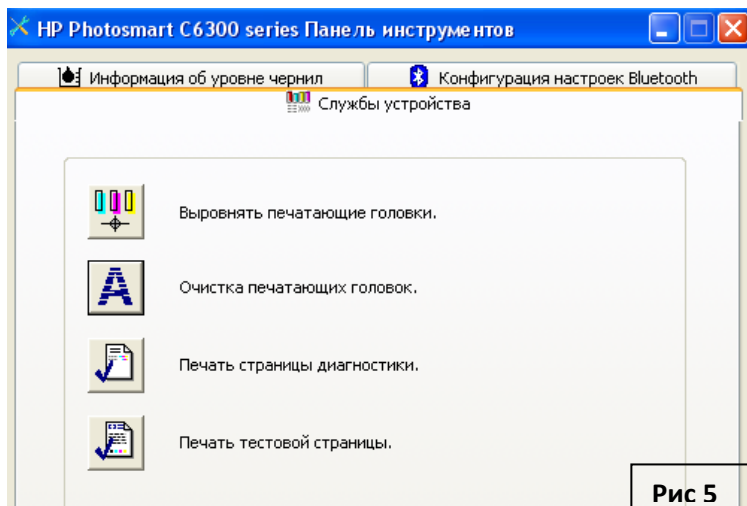 HP Photosmart C6300 series Панель инструментов
Информация об уровне чернил
Конфигурация настроек Bluetooth
Службы устройства
Выровнять печатающие головки.
Очистка печатающих головок.
Печать страницы диагностики.
Печать тестовой страницы.
Рис 5